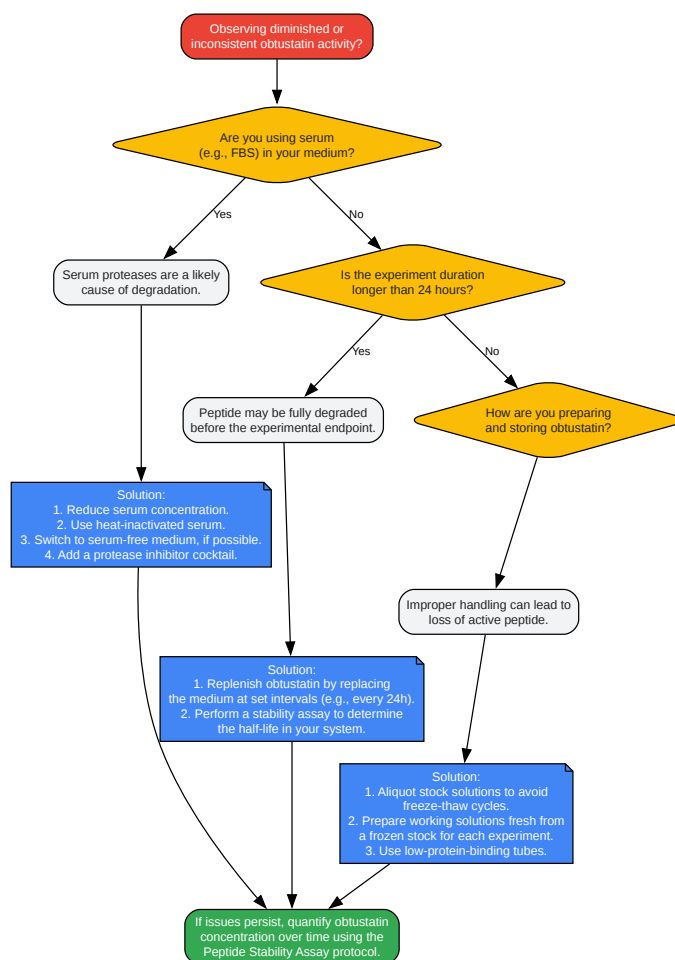 Observing diminished or
inconsistent obtustatin activity?
Are you using serum
(e.g., FBS) in your medium?
Yes
No
Serum proteases are a likely
cause of degradation.
Is the experiment duration
longer than 24 hours?
Yes
No
Peptide may be fully degraded
before the experimental endpoint.
How are you preparing
and storing obtustatin?
Solution:
1. Reduce serum concentration.
2. Use heat-inactivated serum.
3. Switch to serum-free medium, if possible.
4. Add a protease inhibitor cocktail.
Improper handling can lead to
loss of active peptide.
Solution:
1. Replenish obtustatin by replacing
the medium at set intervals (e.g., every 24h).
2. Perform a stability assay to determine
the half-life in your system.
Solution:
1. Aliquot stock solutions to avoid
freeze-thaw cycles.
2. Prepare working solutions fresh from
a frozen stock for each experiment.
3. Use low-protein-binding tubes.
If issues persist, quantify obtustatin
concentration over time using the
Peptide Stability Assay protocol.